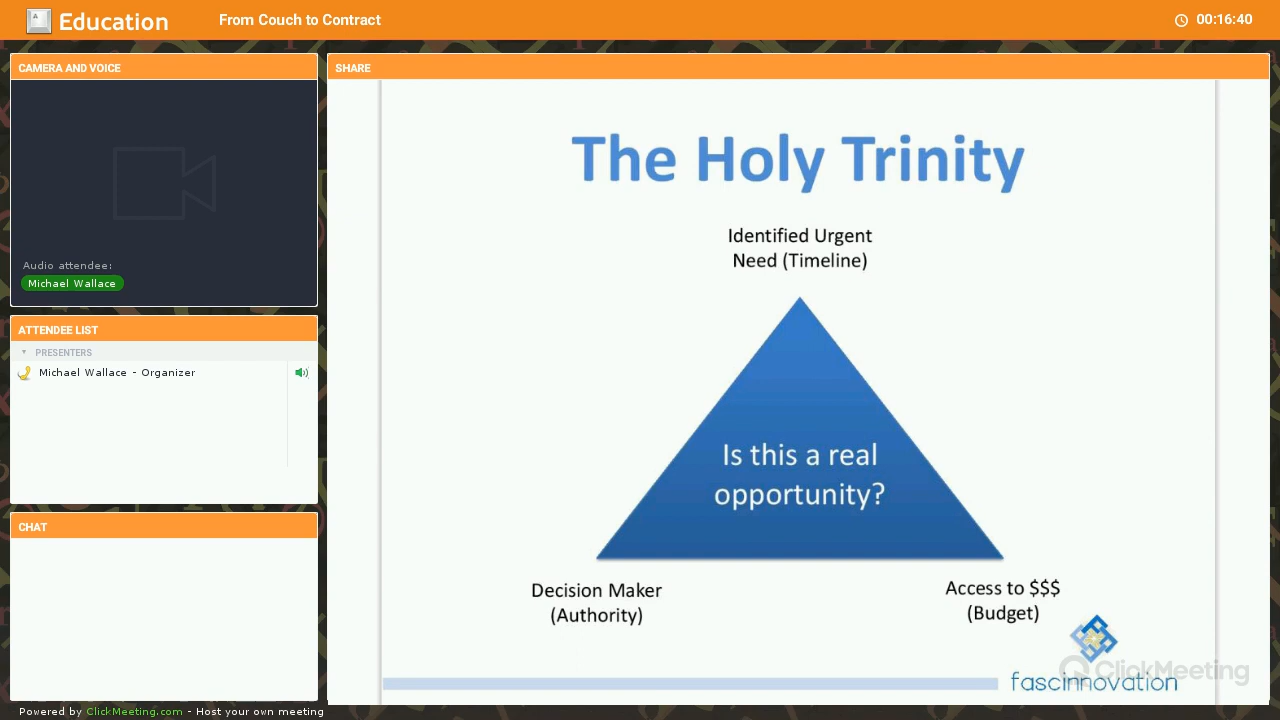 Education
From Couch to Contract
00:16:40
CAMERA AND VOICE
Audio attendee:
Michael Wallace
ATTENDEE LIST
PRESENTERS
Michael Wallace - Organizer
CHAT
Powered by ClickMeeting.com - Host your own meeting
SHARE
The Holy Trinity
Identified Urgent
Need (Timeline)
Is this a real
opportunity?
Decision Maker
(Authority)
Access to $$$
(Budget)
ClickMeeting
fascinnovation